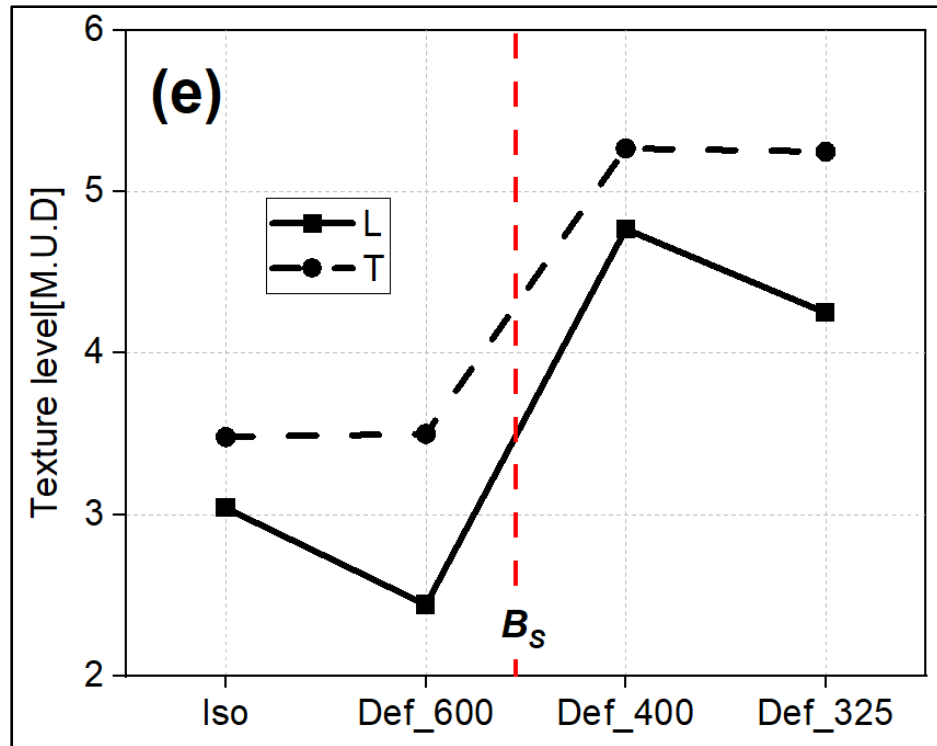 (e)
Texture level[M.U.D]
6
5
4
3
2
L
T
B_S
Iso
Def_600
Def_400
Def_325